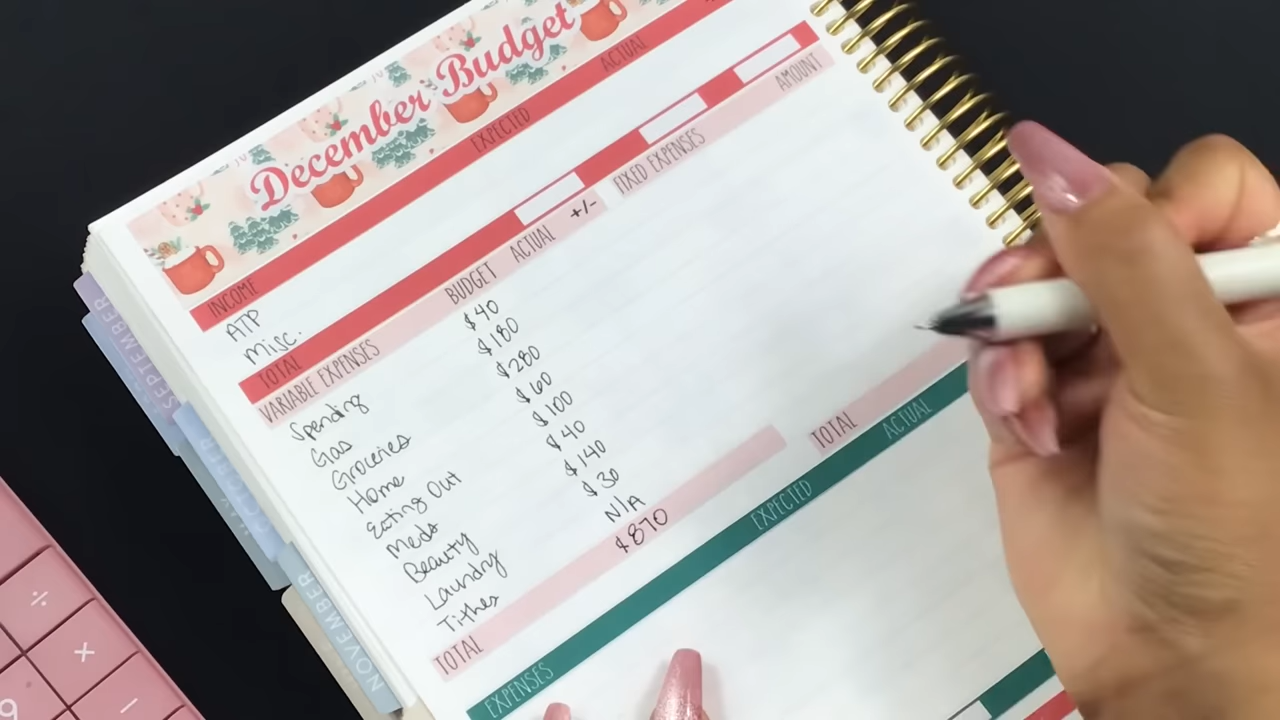 December Budget
INCOME EXPECTED ACTUAL
ATP
Misc.
TOTAL
VARIABLE EXPENSES BUDGET ACTUAL +/-
Spending $40
Gas $180
Groceries $280
Home $60
Eating Out $100
Meds $40
Beauty $140
Laundry $30
Tithes N/A
TOTAL $870
FIXED EXPENSES AMOUNT
TOTAL
EXPENSES EXPECTED ACTUAL
SEPTEMBER
OCTOBER
NOVEMBER
÷
×
9
−